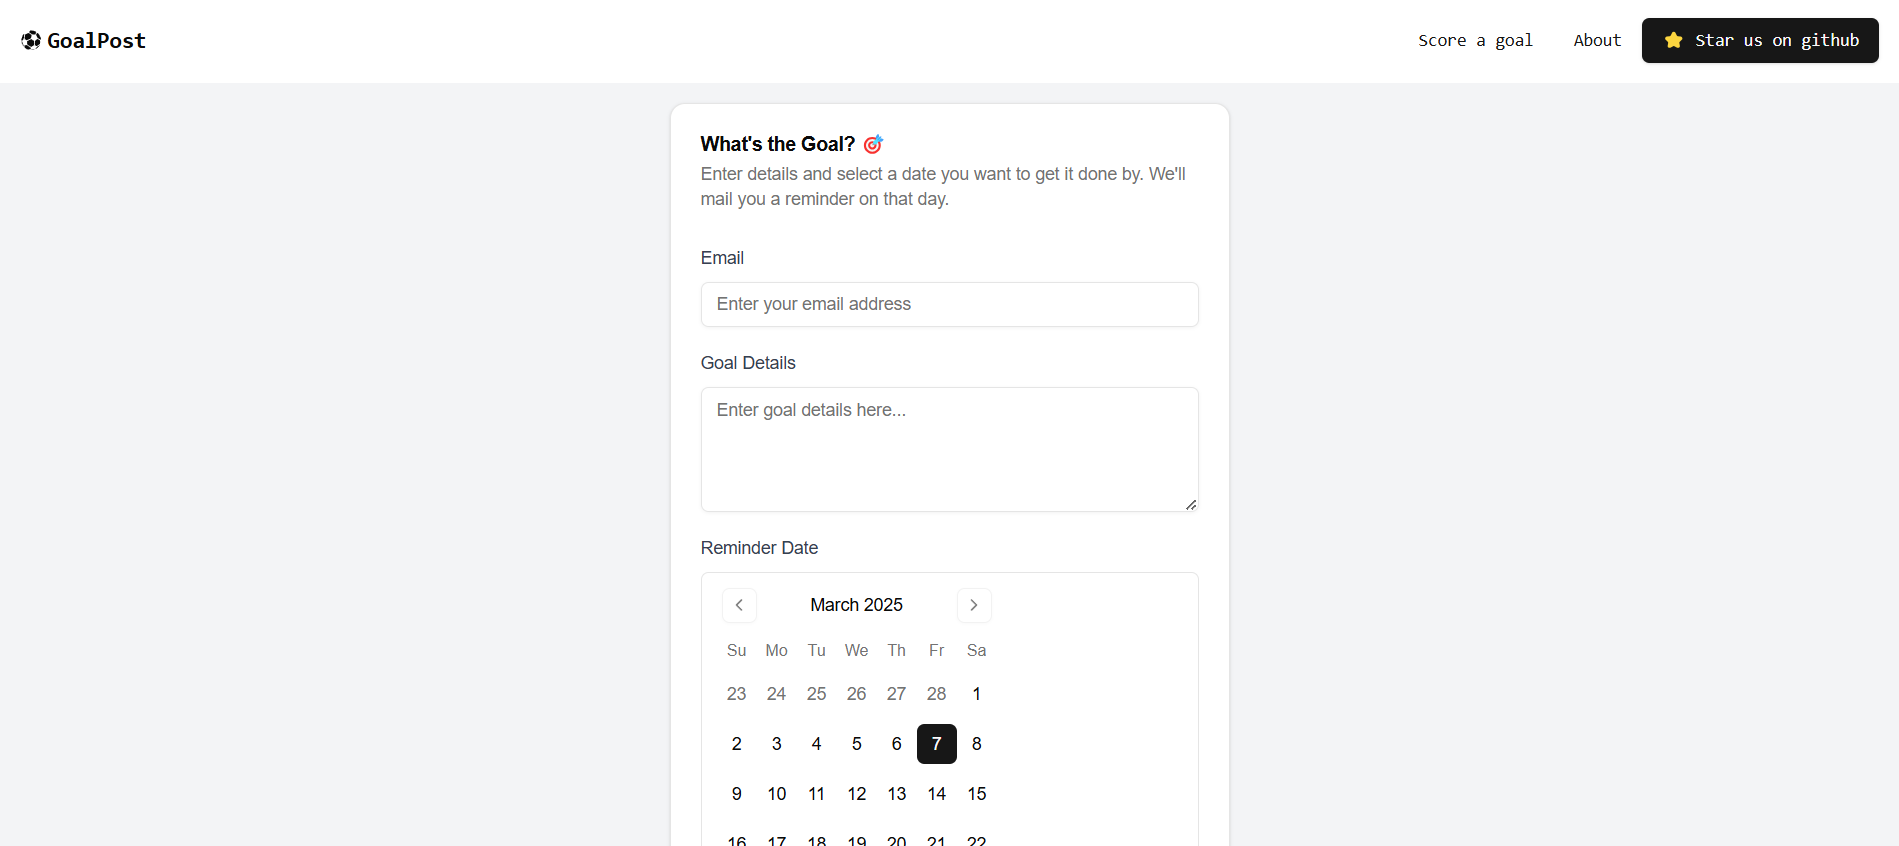 GoalPost
Score a goal About Star us on github
What's the Goal?
Enter details and select a date you want to get it done by. We'll
mail you a reminder on that day.
Email
Enter your email address
Goal Details
Enter goal details here...
Reminder Date
March 2025
Su Mo Tu We Th Fr Sa
23 24 25 26 27 28 1
2 3 4 5 6 7 8
9 10 11 12 13 14 15
16 17 18 19 20 21 22